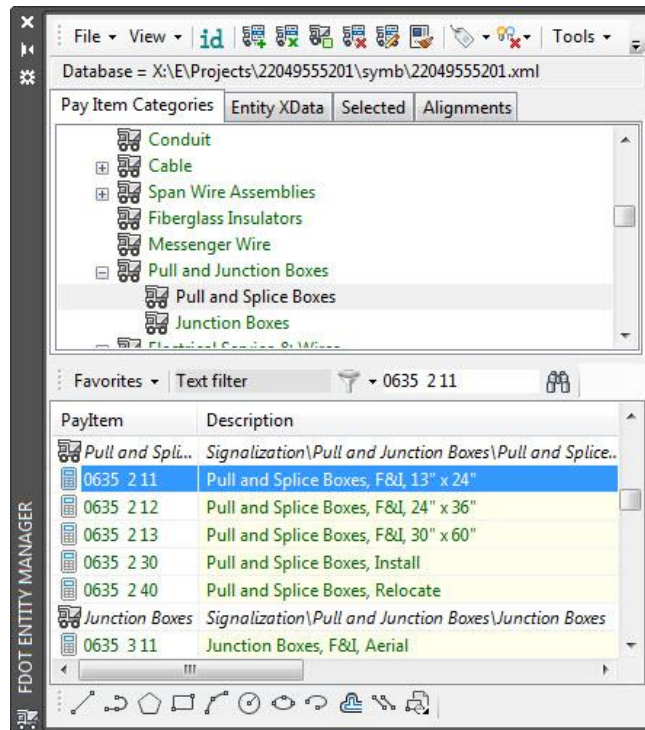 File View id Tools
Database = X:\E\Projects\22049555201\symb\22049555201.xml
Pay Item Categories Entity XData Selected Alignments
Conduit
Cable
Span Wire Assemblies
Fiberglass Insulators
Messenger Wire
Pull and Junction Boxes
Pull and Splice Boxes
Junction Boxes
Favorites Text filter 0635 2 11
PayItem Description
Pull and Spli... Signalization\Pull and Junction Boxes\Pull and Splice..
0635 2 11 Pull and Splice Boxes, F&I, 13" x 24"
0635 2 12 Pull and Splice Boxes, F&I, 24" x 36"
0635 2 13 Pull and Splice Boxes, F&I, 30" x 60"
0635 2 30 Pull and Splice Boxes, Install
0635 2 40 Pull and Splice Boxes, Relocate
Junction Boxes Signalization\Pull and Junction Boxes\Junction Boxes
0635 3 11 Junction Boxes, F&I, Aerial
FDOT ENTITY MANAGER